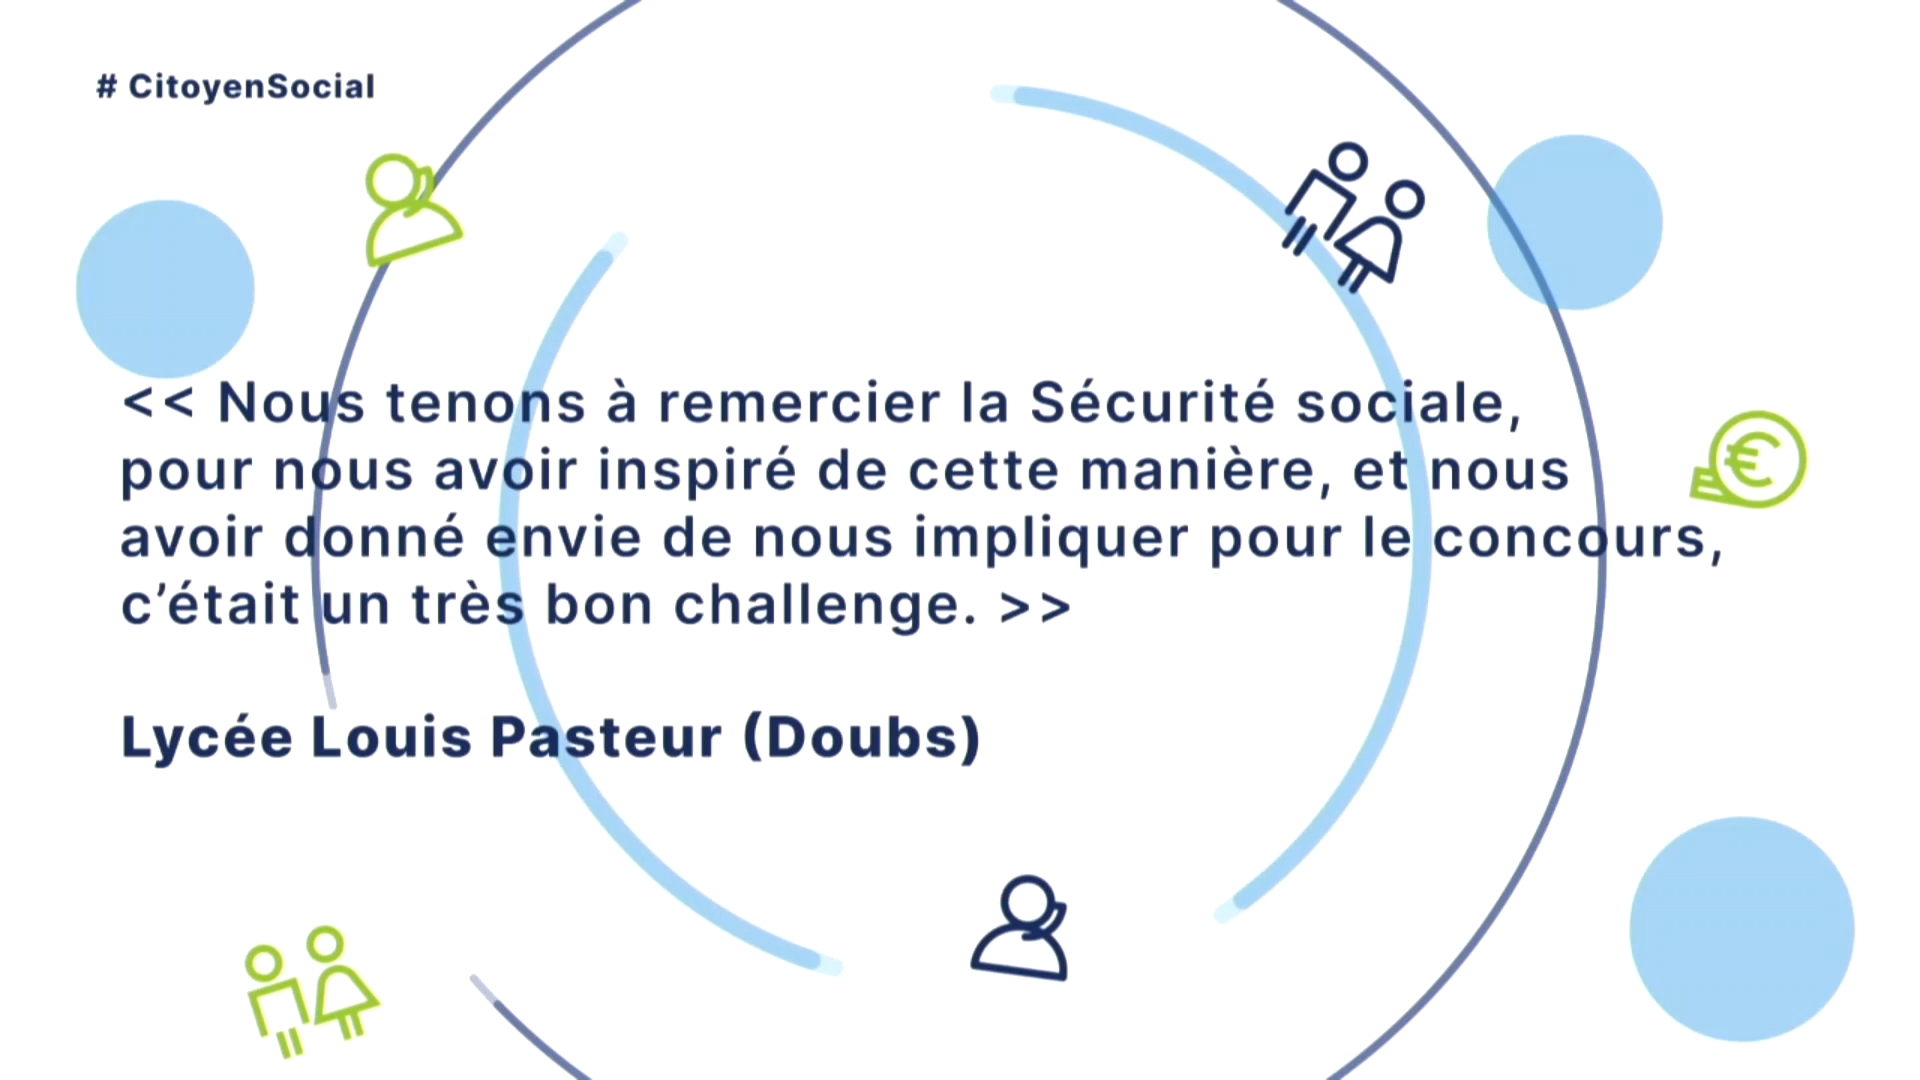 # CitoyenSocial
<< Nous tenons à remercier la Sécurité sociale,
pour nous avoir inspiré de cette manière, et nous
avoir donné envie de nous impliquer pour le concours,
c’était un très bon challenge. >>
Lycée Louis Pasteur (Doubs)